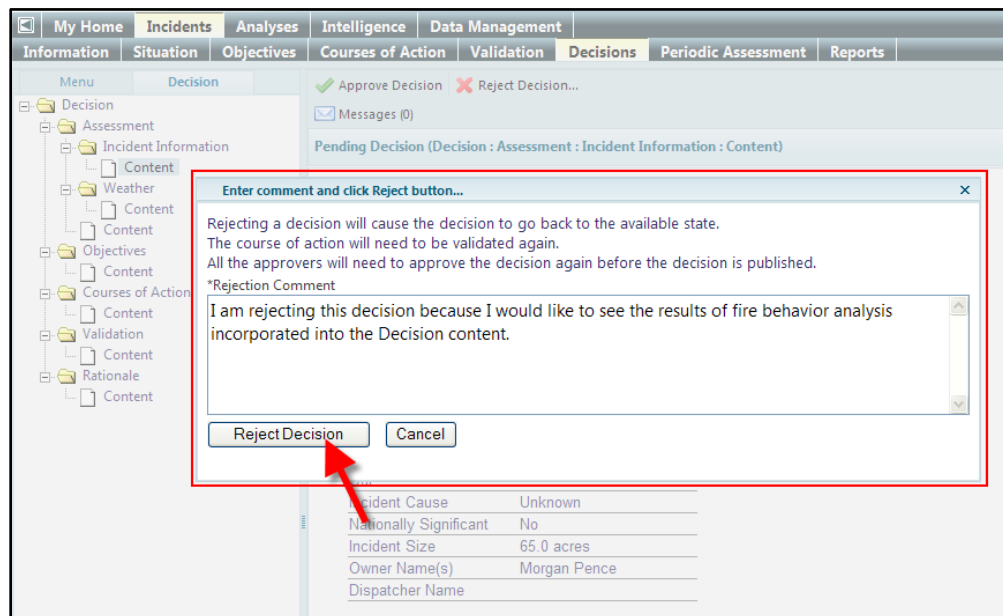 My Home Incidents Analyses Intelligence Data Management
Information Situation Objectives Courses of Action Validation Decisions Periodic Assessment Reports
Menu Decision
Decision
Assessment
Incident Information
Content
Weather
Content
Content
Objectives
Content
Courses of Action
Content
Validation
Content
Rationale
Content
Approve Decision Reject Decision...
Messages (0)
Pending Decision (Decision : Assessment : Incident Information : Content)
Enter comment and click Reject button...
Rejecting a decision will cause the decision to go back to the available state.
The course of action will need to be validated again.
All the approvers will need to approve the decision again before the decision is published.
*Rejection Comment
I am rejecting this decision because I would like to see the results of fire behavior analysis
incorporated into the Decision content.
Reject Decision Cancel
Incident Cause Unknown
Nationally Significant No
Incident Size 65.0 acres
Owner Name(s) Morgan Pence
Dispatcher Name